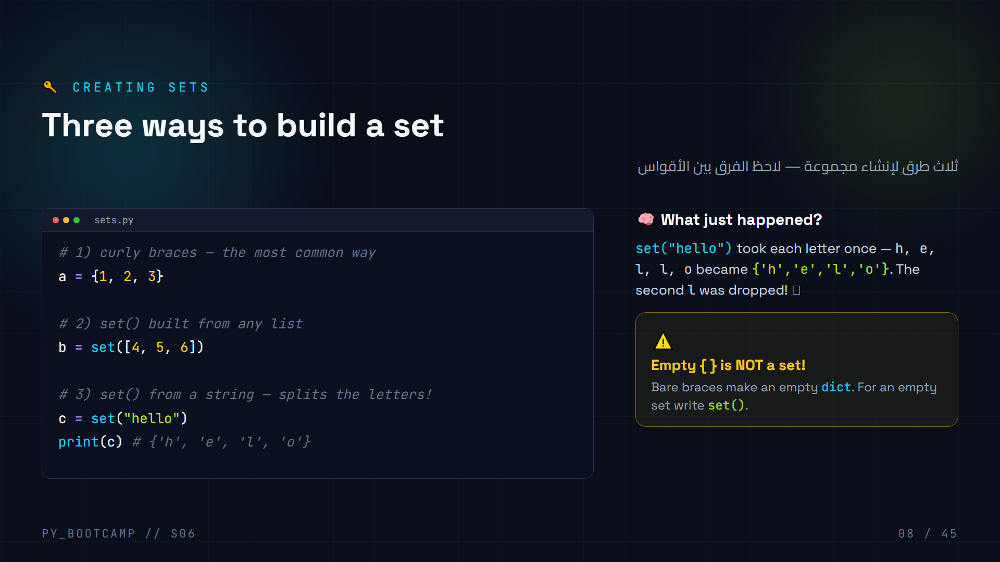 🔑 CREATING SETS
Three ways to build a set
ثلاث طرق لإنشاء مجموعة — لاحظ الفرق بين الأقواس
sets.py
# 1) curly braces — the most common way
a = {1, 2, 3}
# 2) set() built from any list
b = set([4, 5, 6])
# 3) set() from a string — splits the letters!
c = set("hello")
print(c) # {'h', 'e', 'l', 'o'}
🧠 What just happened?
set("hello") took each letter once — h, e,
l, l, o became {'h','e','l','o'}. The
second l was dropped!
⚠️
Empty { } is NOT a set!
Bare braces make an empty dict. For an empty
set write set().
PY_BOOTCAMP // S06
08 / 45